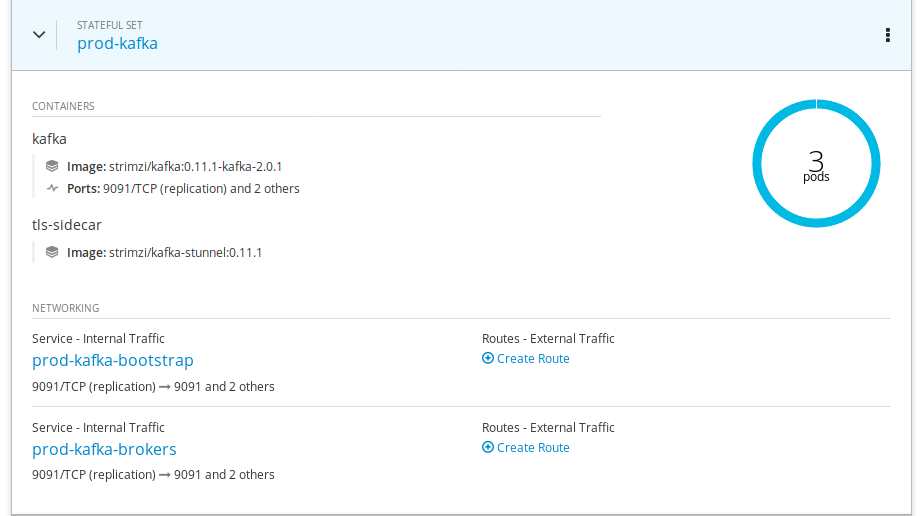 STATEFUL SET
prod-kafka
CONTAINERS
kafka
Image: strimzi/kafka:0.11.1-kafka-2.0.1
Ports: 9091/TCP (replication) and 2 others
3
pods
tls-sidecar
Image: strimzi/kafka-stunnel:0.11.1
NETWORKING
Service - Internal Traffic
prod-kafka-bootstrap
9091/TCP (replication) → 9091 and 2 others
Routes - External Traffic
Create Route
Service - Internal Traffic
prod-kafka-brokers
9091/TCP (replication) → 9091 and 2 others
Routes - External Traffic
Create Route